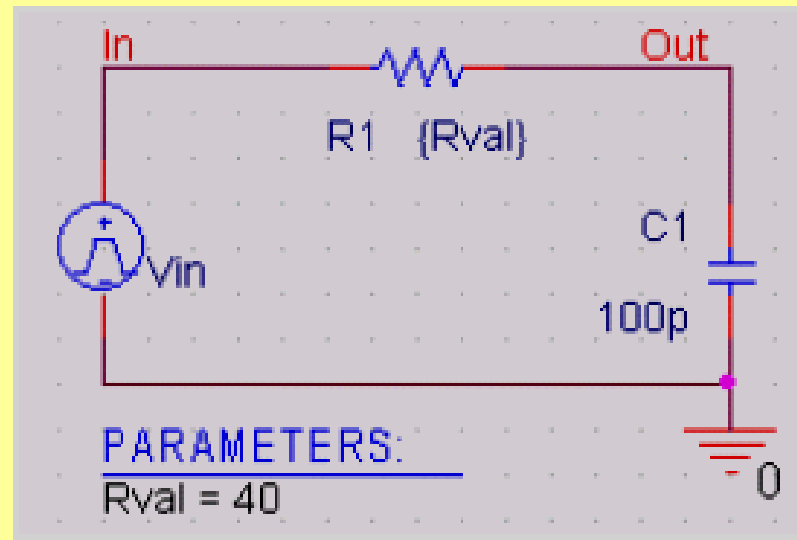 In Out
R1 {Rval}
C1
Vin
100p
PARAMETERS:
Rval = 40
0